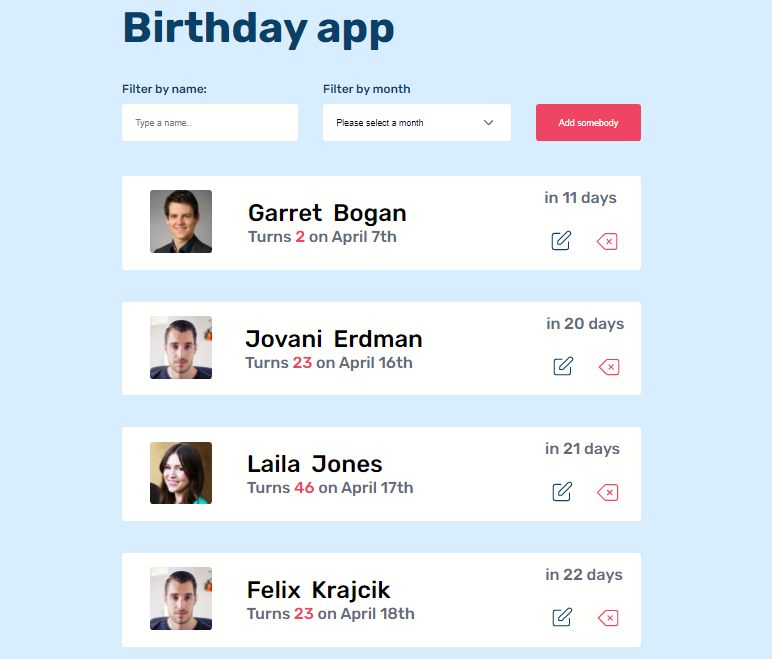 Birthday app
Filter by name:
Filter by month
Type a name..
Please select a month
Add somebody
Garret Bogan
in 11 days
Turns 2 on April 7th
Jovani Erdman
in 20 days
Turns 23 on April 16th
Laila Jones
in 21 days
Turns 46 on April 17th
Felix Krajcik
in 22 days
Turns 23 on April 18th